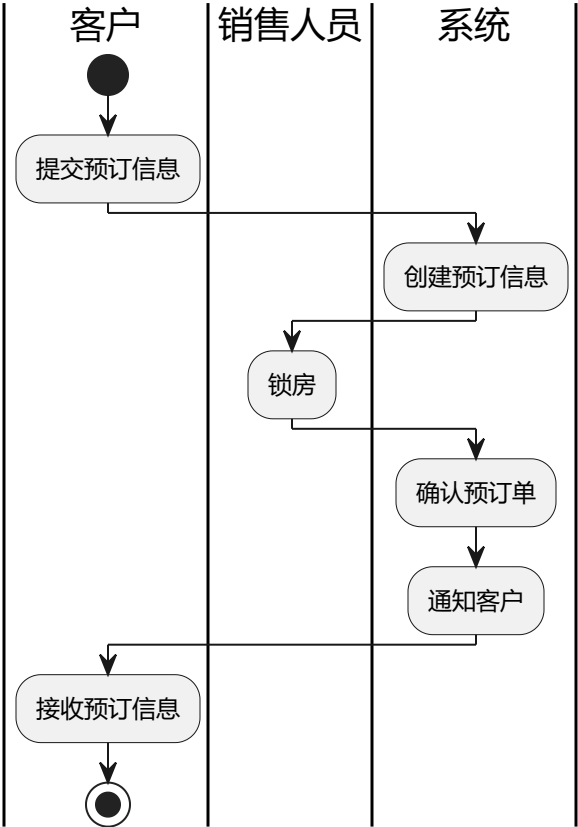 客户
销售人员
系统
提交预订信息
创建预订信息
锁房
确认预订单
通知客户
接收预订信息